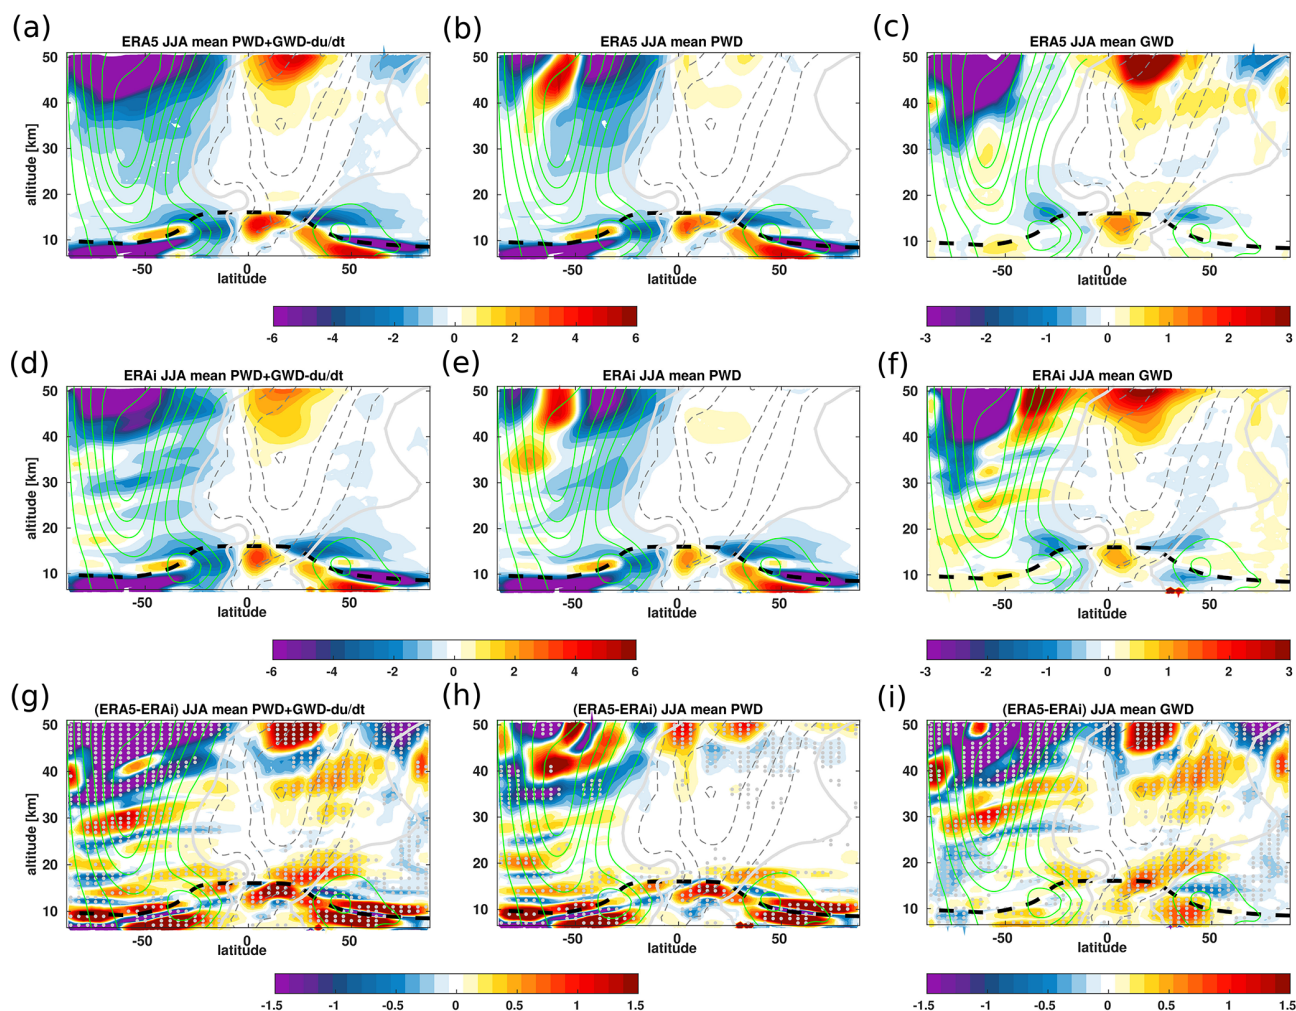 (a) (b) (c)
ERA5 JJA mean PWD+GWD-du/dt ERA5 JJA mean PWD ERA5 JJA mean GWD
50 50 50
40 40 40
30 30 30
20 20 20
10 10 10
altitude [km] altitude [km]
-50 0 50 -50 0 50 -50 0 50
latitude latitude latitude
-6 -4 -2 0 2 4 6 -3 -2 -1 0 1 2 3
(d) (e) (f)
ERAi JJA mean PWD+GWD-du/dt ERAi JJA mean PWD ERAi JJA mean GWD
50 50 50
40 40 40
30 30 30
20 20 20
10 10 10
altitude [km]
-50 0 50 -50 0 50 -50 0 50
latitude latitude latitude
-6 -4 -2 0 2 4 6 -3 -2 -1 0 1 2 3
(g) (h) (i)
(ERA5-ERAi) JJA mean PWD+GWD-du/dt (ERA5-ERAi) JJA mean PWD (ERA5-ERAi) JJA mean GWD
50 50 50
40 40 40
30 30 30
20 20 20
10 10 10
altitude [km]
-50 0 50 -50 0 50 -50 0 50
latitude latitude latitude
-1.5 -1 -0.5 0 0.5 1 1.5 -1.5 -1 -0.5 0 0.5 1 1.5